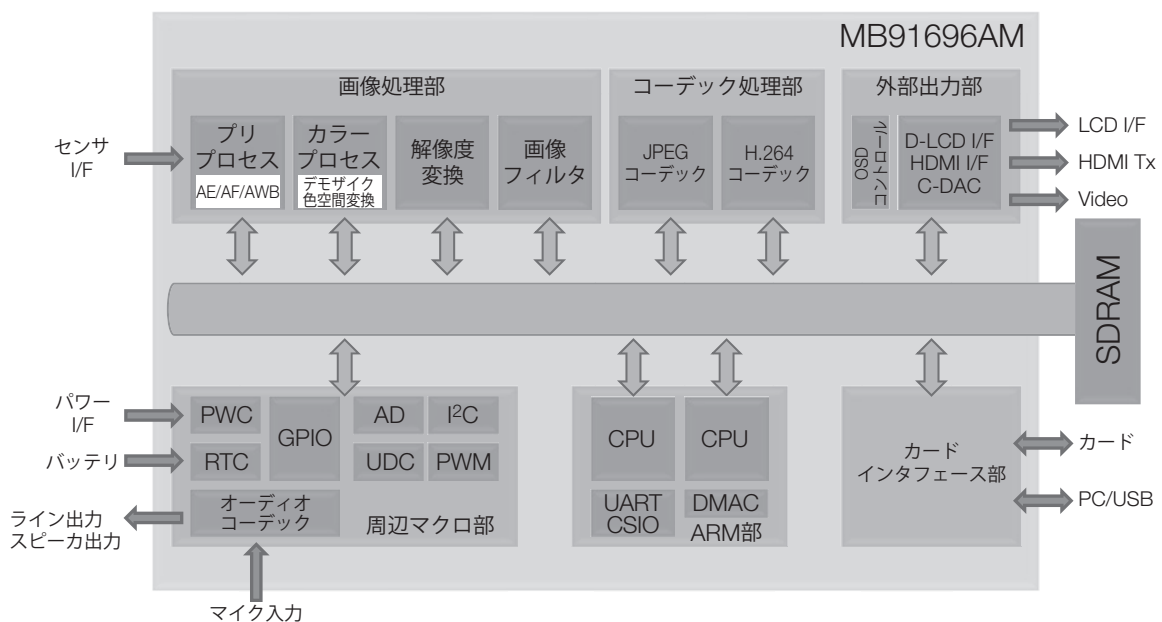 MB91696AM
画像処理部
コーデック処理部
外部出力部
センサ
I/F
プリ
プロセス
AE/AF/AWB
カラー
プロセス
デモザイク
色空間変換
解像度
変換
画像
フィルタ
JPEG
コーデック
H.264
コーデック
OSD
コントロール
D-LCD I/F
HDMI I/F
C-DAC
LCD I/F
HDMI Tx
Video
SDRAM
パワー
I/F
バッテリ
ライン出力
スピーカ出力
マイク入力
PWC
RTC
GPIO
AD
I²C
UDC
PWM
オーディオ
コーデック
周辺マクロ部
CPU
CPU
UART
CSIO
DMAC
ARM部
カード
インタフェース部
カード
PC/USB